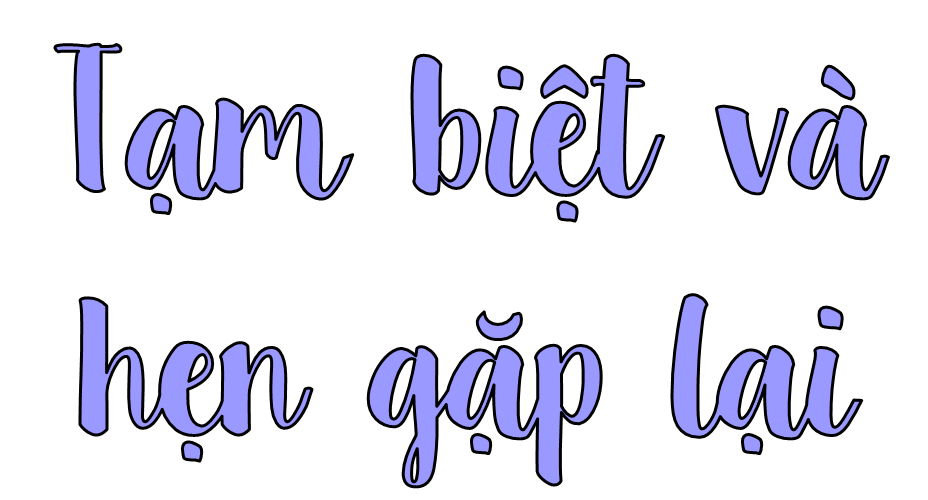 Tạm biệt và
hẹn gặp lại